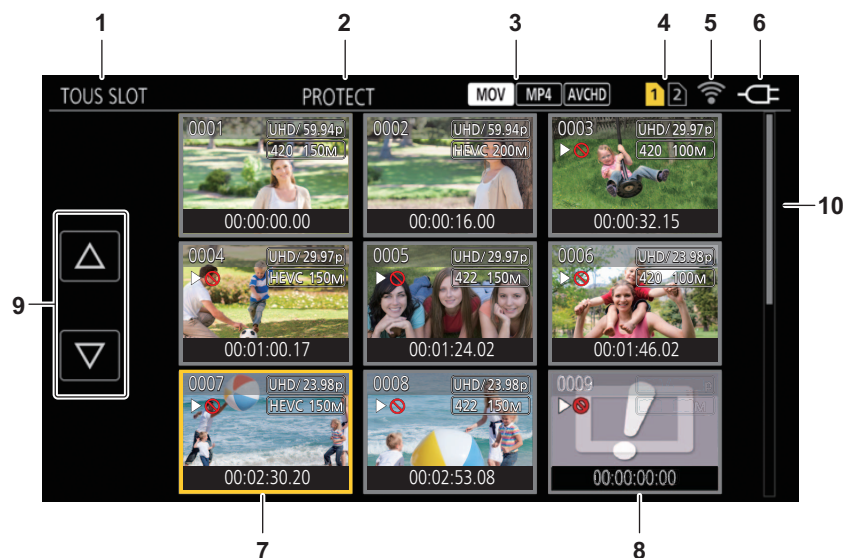 1 2 3 4 5 6
TOUS SLOT PROTECT MOV MP4 AVCHD 1 2
0001 UHD/59.94p
420 150M
00:00:00.00
0002 UHD/59.94p
HEVC 200M
00:00:16.00
0003 UHD/29.97p
420 100M
00:00:32.15
0004 UHD/29.97p
HEVC 150M
00:01:00.17
0005 UHD/29.97p
422 150M
00:01:24.02
0006 UHD/23.98p
420 100M
00:01:46.02
0007 UHD/23.98p
HEVC 150M
00:02:30.20
0008 UHD/23.98p
422 150M
00:02:53.08
0009
00:00:00:00
9
10
7 8